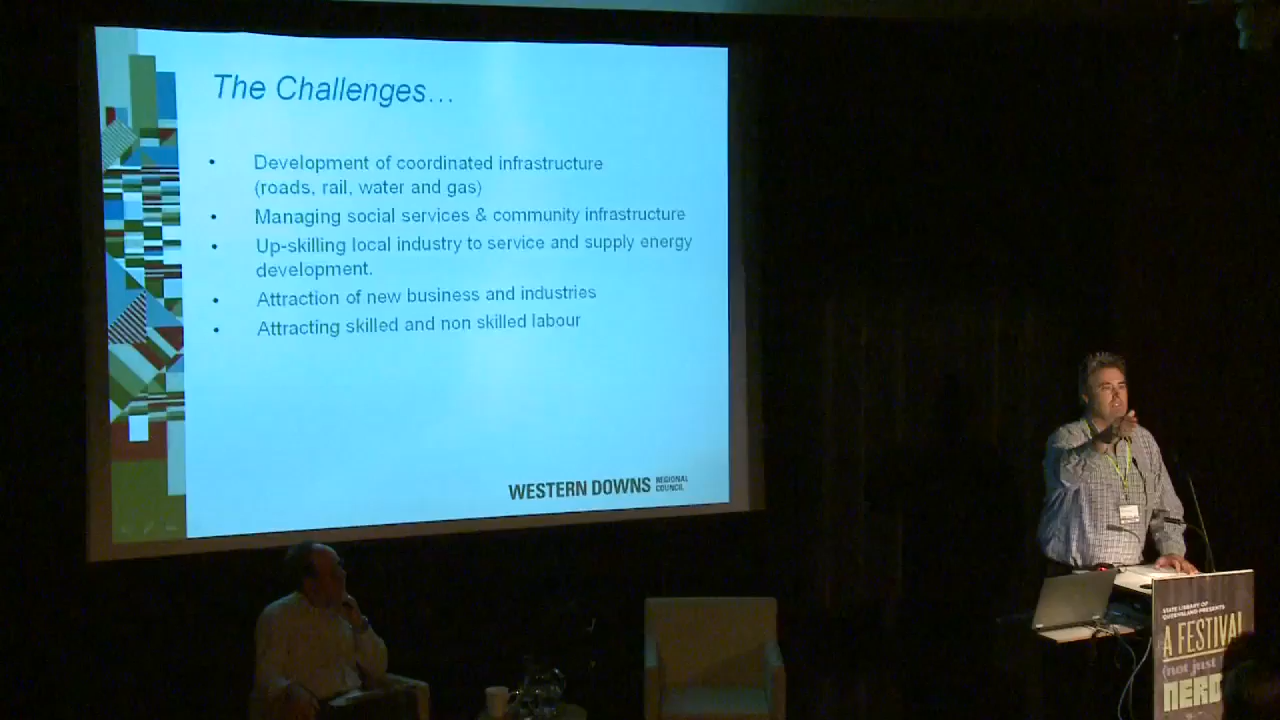 The Challenges…
• Development of coordinated infrastructure
(roads, rail, water and gas)
• Managing social services & community infrastructure
• Up-skilling local industry to service and supply energy
development.
• Attraction of new business and industries
• Attracting skilled and non skilled labour
WESTERN DOWNS REGIONAL
COUNCIL
STATE LIBRARY OF
QUEENSLAND PRESENTS
A FESTIVAL
(not just
NERD